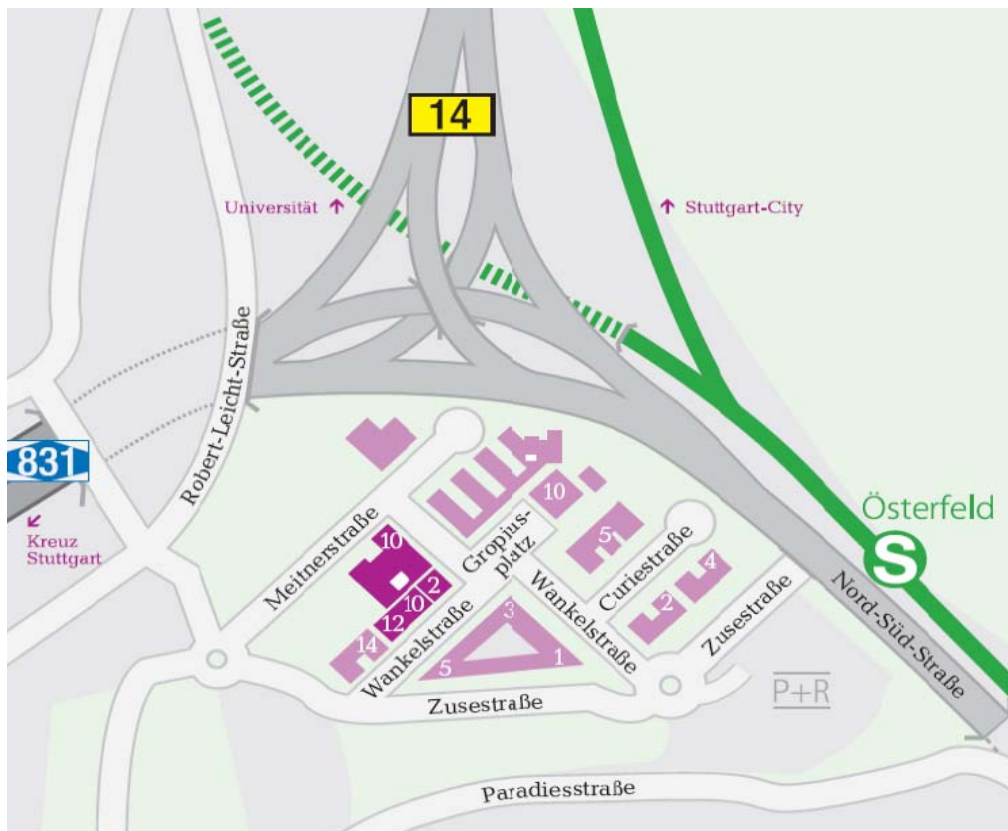 14
Universität
Stuttgart-City
Robert-Leicht-Straße
831
Kreuz
Stuttgart
Österfeld
S
Meitnerstraße
10
Gropius-
platz
10
5
Curiestraße
4
2
Nord-Süd-Straße
10
2
12
14
Wankelstraße
3
5
1
Wankelstraße
Zusestraße
Zusestraße
P+R
Paradiesstraße